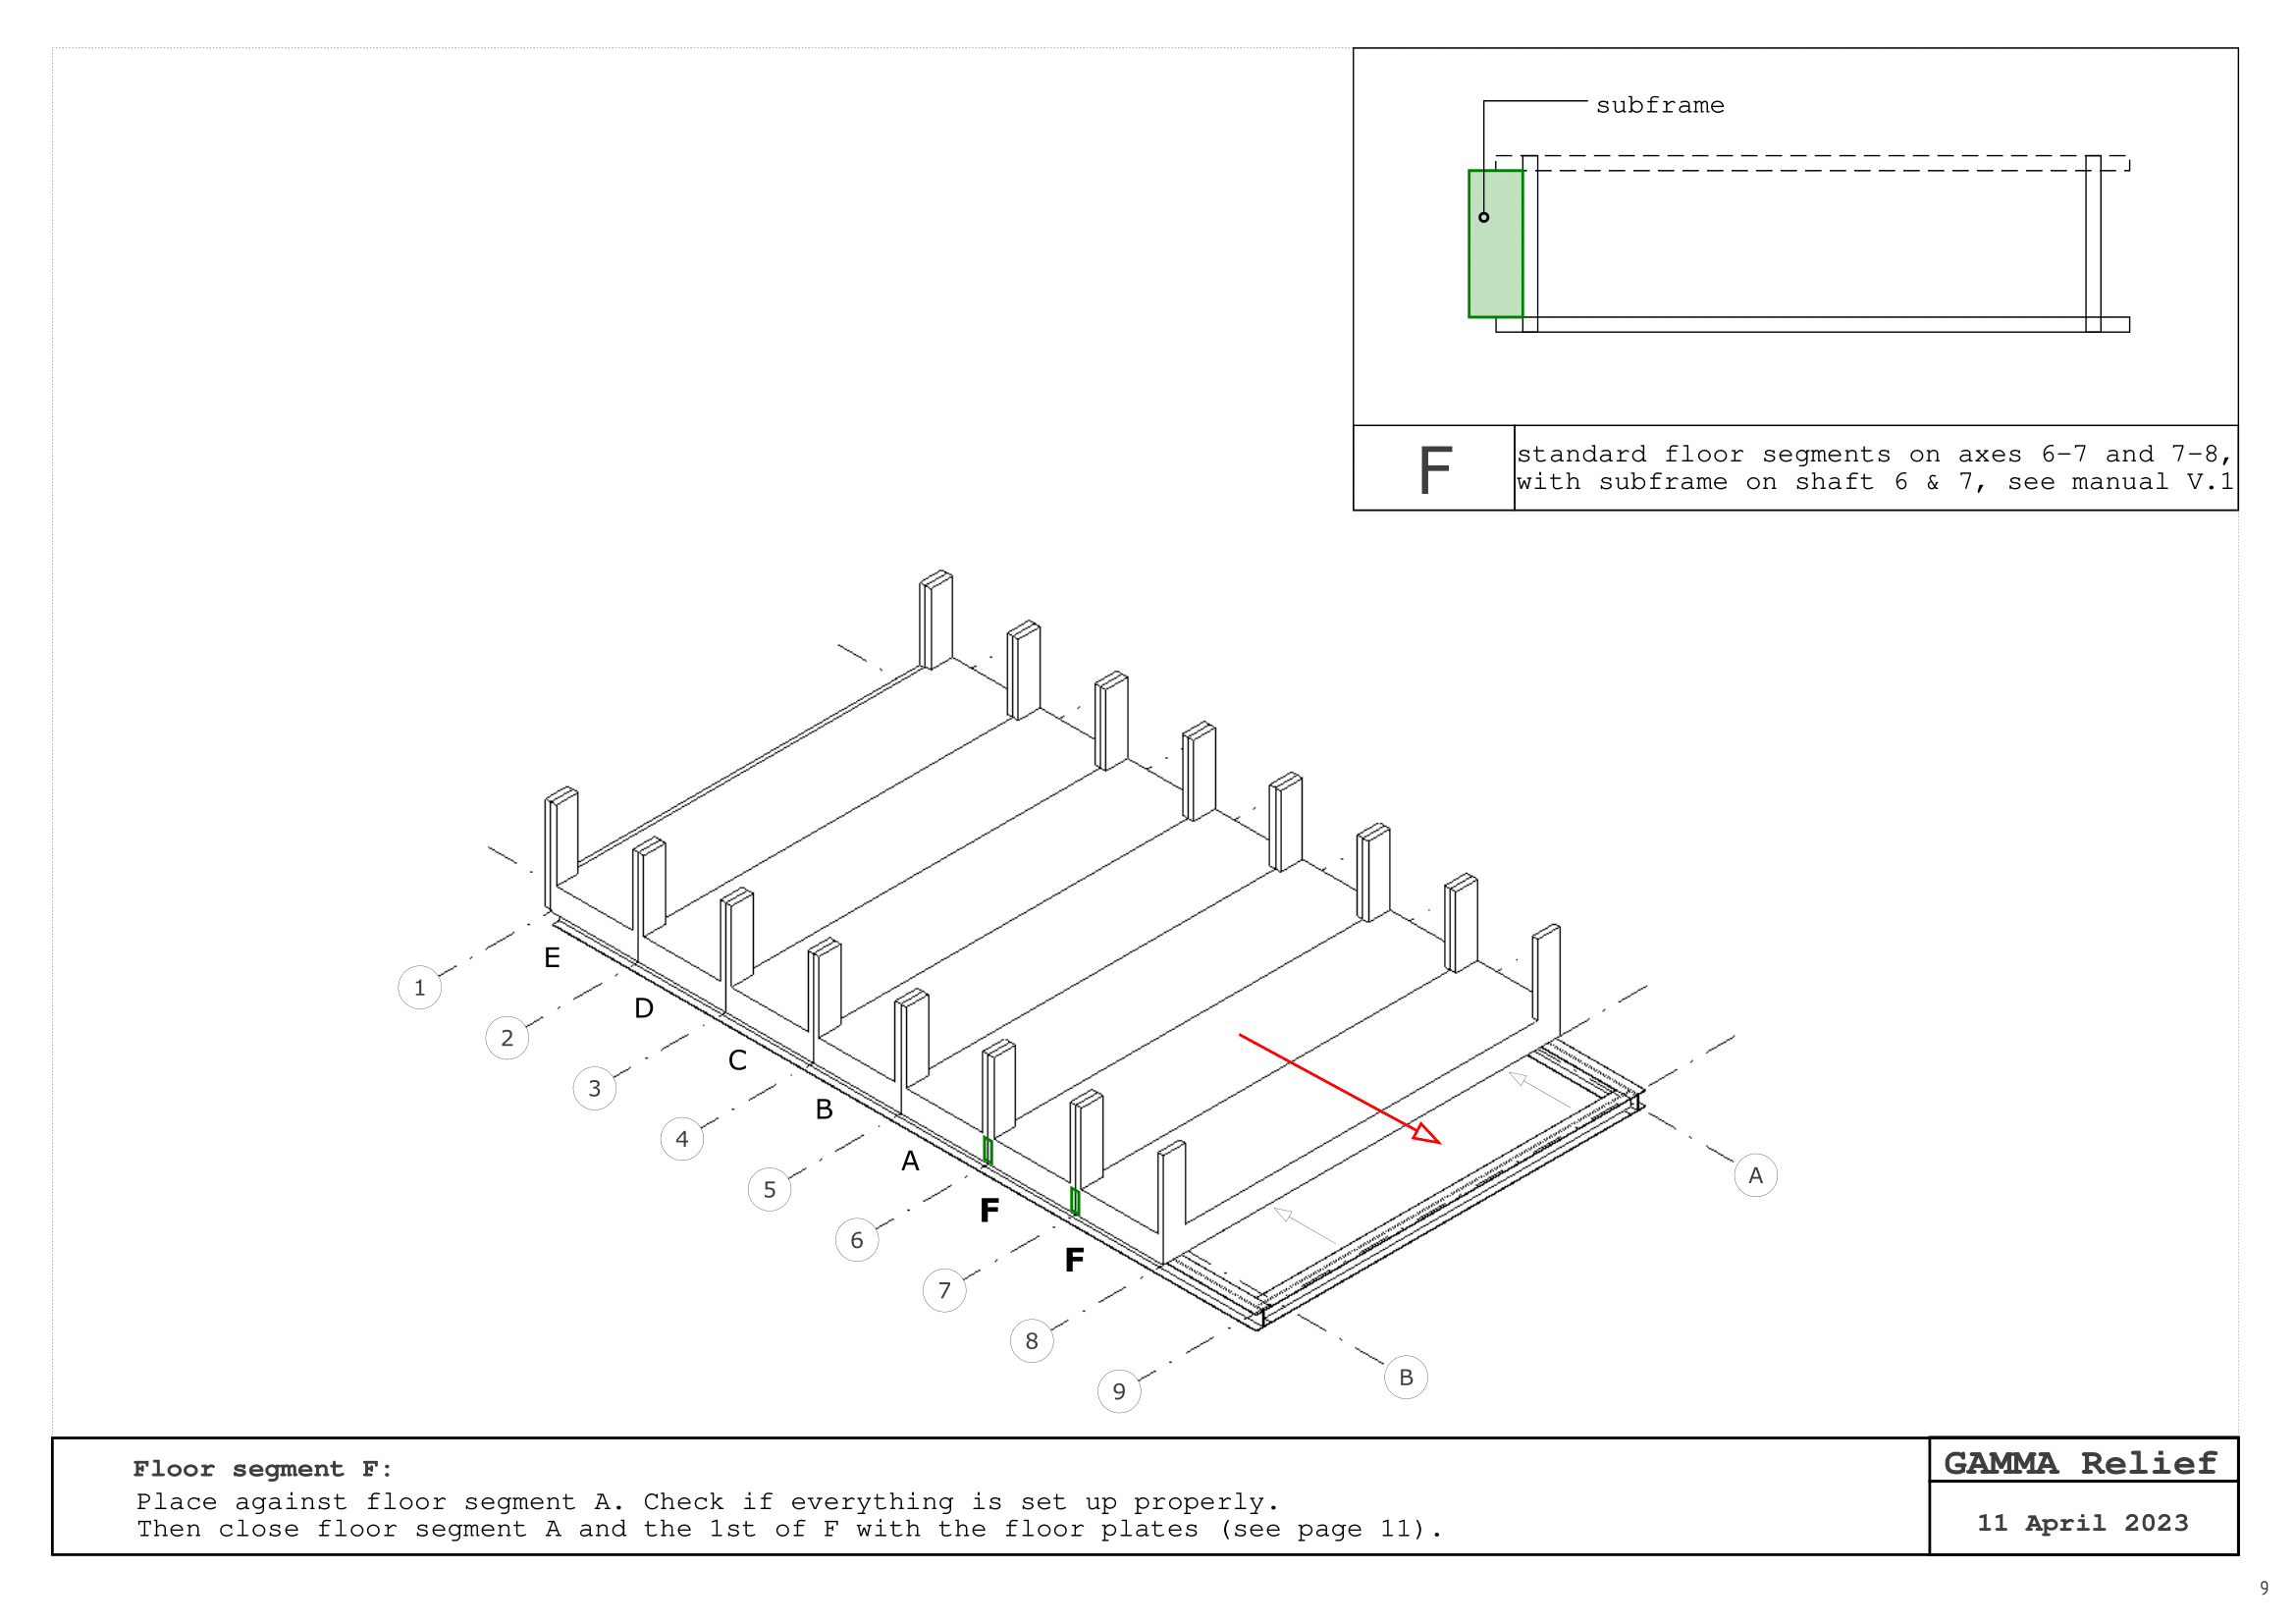 subframe
F
standard floor segments on axes 6-7 and 7-8,
with subframe on shaft 6 & 7, see manual V.1
E
1
D
2
C
3
B
4
A
5
F
6
F
7
8
9
A
B
Floor segment F:
Place against floor segment A. Check if everything is set up properly.
Then close floor segment A and the 1st of F with the floor plates (see page 11).
GAMMA Relief
11 April 2023
9